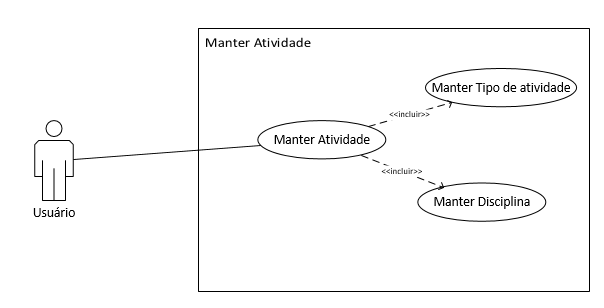 Manter Atividade
Manter Tipo de atividade
<<incluir>>
Manter Atividade
<<incluir>>
Manter Disciplina
Usuário